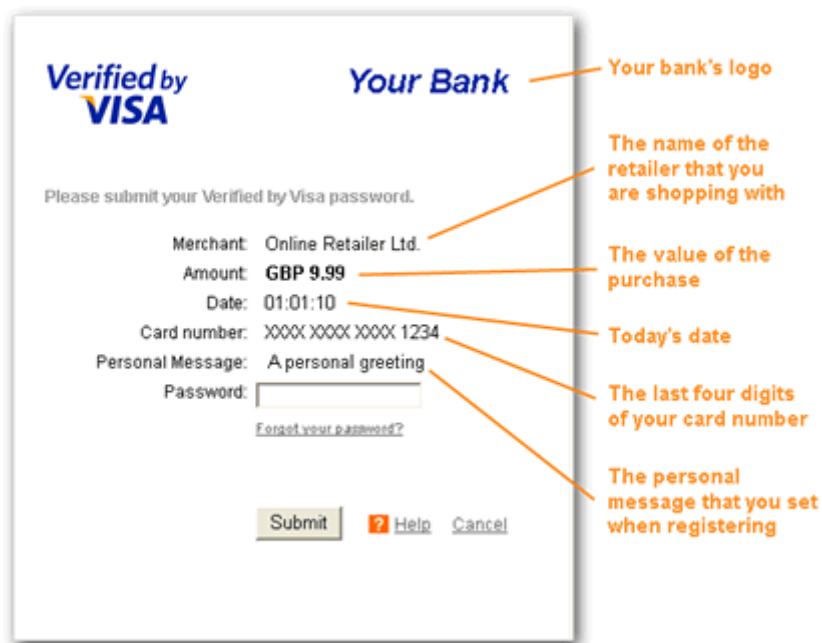 Verified by
VISA
Your Bank
Your bank's logo
The name of the
retailer that you
are shopping with
Please submit your Verified by Visa password.
Merchant: Online Retailer Ltd.
Amount: GBP 9.99
The value of the
purchase
Date: 01:01:10
Today's date
Card number: XXXX XXXX XXXX 1234
Personal Message: A personal greeting
Password:
The last four digits
of your card number
Forgot your password?
The personal
message that you set
when registering
Submit ? Help Cancel